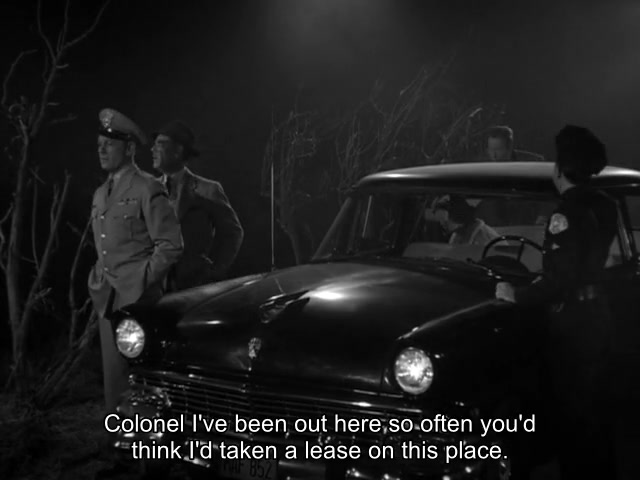 Colonel I've been out here so often you'd
think I'd taken a lease on this place.